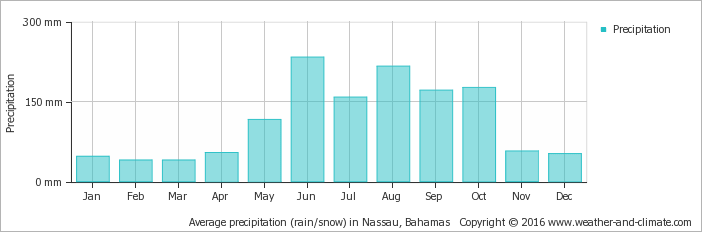 300 mm
Precipitation
Precipitation
150 mm
0 mm
Jan Feb Mar Apr May Jun Jul Aug Sep Oct Nov Dec
Average precipitation (rain/snow) in Nassau, Bahamas Copyright © 2016 www.weather-and-climate.com